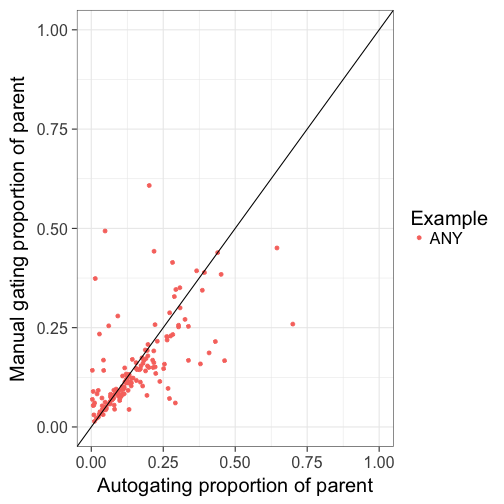 Manual gating proportion of parent
1.00
0.75
0.50
0.25
0.00
0.00 0.25 0.50 0.75 1.00
Autogating proportion of parent
Example
ANY